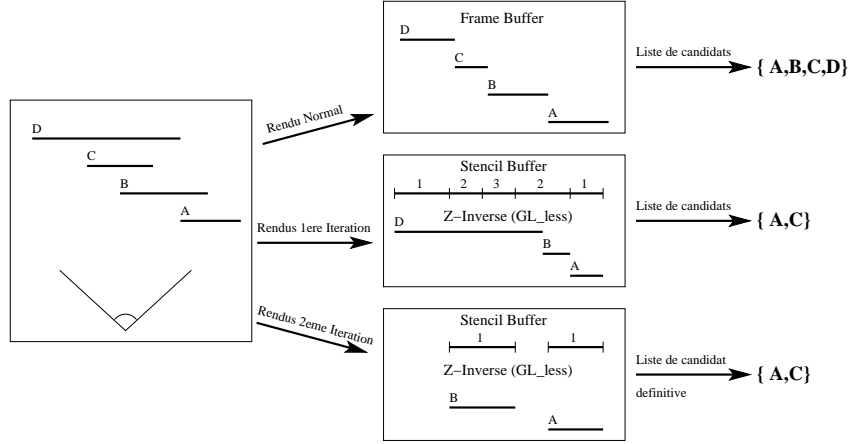 D
C
B
A
Rendu Normal
Rendus 1ere Iteration
Rendus 2eme Iteration
Frame Buffer
D
C
B
A
Liste de candidats
{ A,B,C,D}
Stencil Buffer
1 2 3 2 1
Z-Inverse (GL_less)
D
B
A
Liste de candidats
{ A,C}
Stencil Buffer
1 1
Z-Inverse (GL_less)
B
A
Liste de candidat
definitive
{ A,C}